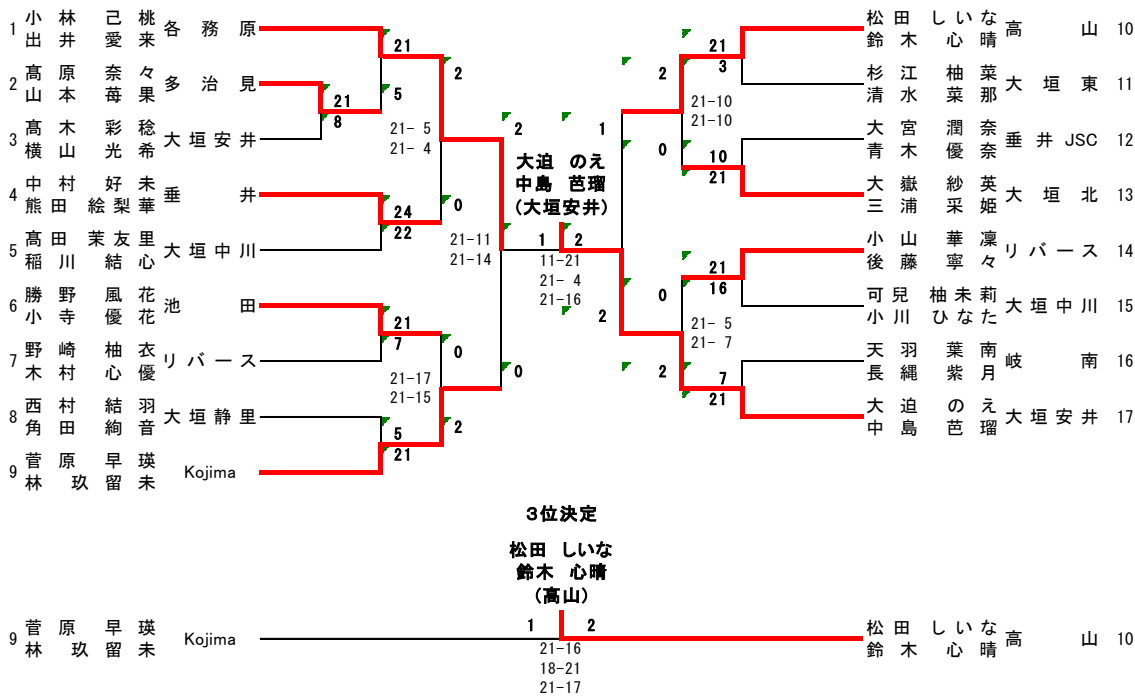 1 小林 己桃 各務原
出井 愛来
21
2 髙原 奈々 多治見
山本 苺果
21
8
5
2
3 髙木 彩稔 大垣安井
横山 光希
21- 5
21- 4
4 中村 好未 垂井
熊田 絵梨華
24
22
0
2
5 髙田 茉友里 大垣中川
稲川 結心
21-11
21-14
6 勝野 風花 池田
小寺 優花
21
7
0
7 野崎 柚衣 リバース
木村 心優
21-17
21-15
0
8 西村 結羽 大垣静里
角田 絢音
5
21
2
9 菅原 早瑛 Kojima
林 玖留未
大迫 のえ
中島 芭瑠
(大垣安井)
1 2
11-21
21- 4
21-16
松田 しいな 高山 10
鈴木 心晴
21
3
2
杉江 柚菜 大垣東 11
清水 菜那
21-10
21-10
1
大宮 潤奈 垂井 JSC 12
青木 優奈
10
21
0
大嶽 紗英 大垣北 13
三浦 采姫
小山 華凜 リバース 14
後藤 寧々
21
16
0
可兒 柚未莉 大垣中川 15
小川 ひなた
21- 5
21- 7
2
天羽 葉南 岐南 16
長縄 紫月
7
21
2
大迫 のえ 大垣安井 17
中島 芭瑠
3位決定
松田 しいな
鈴木 心晴
(高山)
9 菅原 早瑛 Kojima
林 玖留未
1 2
21-16
18-21
21-17
松田 しいな 高山 10
鈴木 心晴